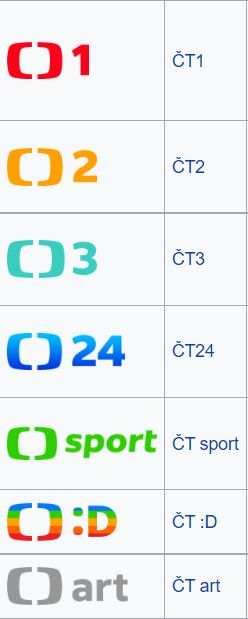 1 ČT1
2 ČT2
3 ČT3
24 ČT24
sport ČT sport
:D ČT :D
art ČT art